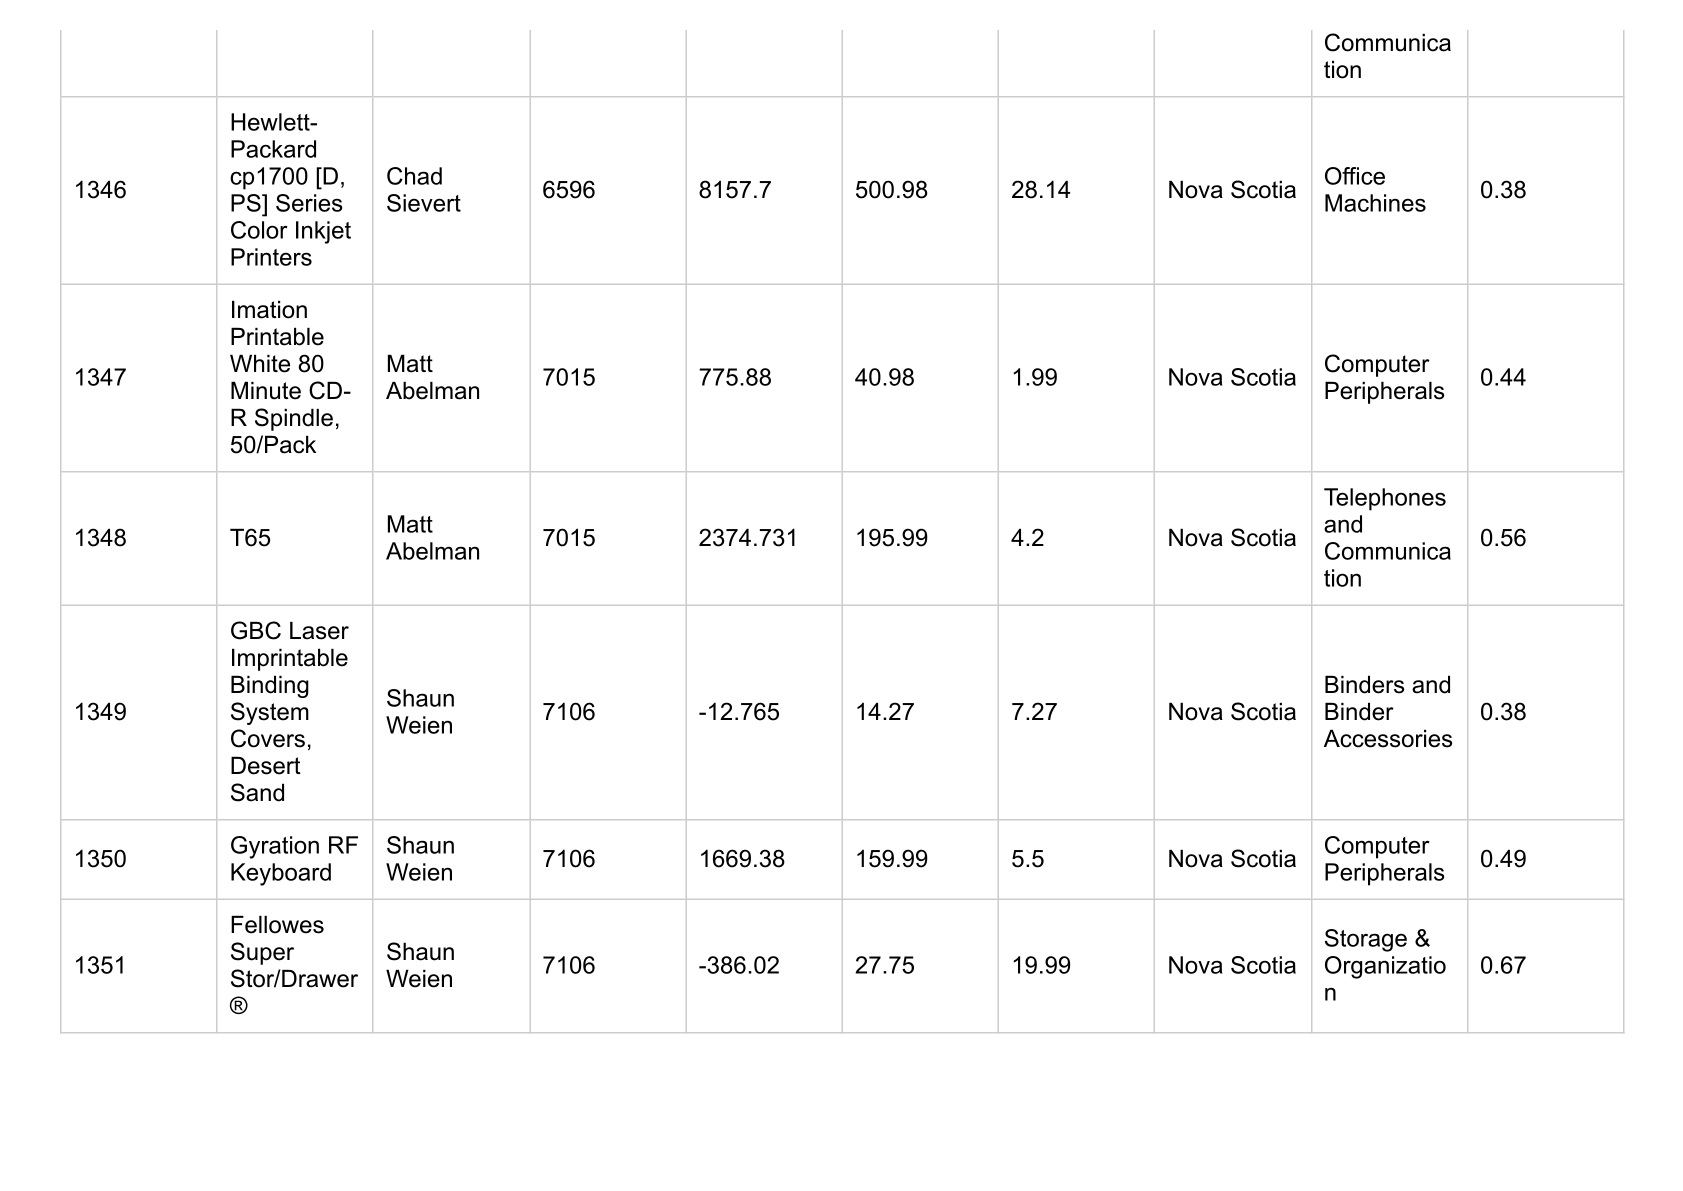 Communica
tion
1346
Hewlett-
Packard
cp1700 [D,
PS] Series
Color Inkjet
Printers
Chad
Sievert
6596
8157.7
500.98
28.14
Nova Scotia
Office
Machines
0.38
1347
Imation
Printable
White 80
Minute CD-
R Spindle,
50/Pack
Matt
Abelman
7015
775.88
40.98
1.99
Nova Scotia
Computer
Peripherals
0.44
1348
T65
Matt
Abelman
7015
2374.731
195.99
4.2
Nova Scotia
Telephones
and
Communica
tion
0.56
1349
GBC Laser
Imprintable
Binding
System
Covers,
Desert
Sand
Shaun
Weien
7106
-12.765
14.27
7.27
Nova Scotia
Binders and
Binder
Accessories
0.38
1350
Gyration RF
Keyboard
Shaun
Weien
7106
1669.38
159.99
5.5
Nova Scotia
Computer
Peripherals
0.49
1351
Fellowes
Super
Stor/Drawer
®
Shaun
Weien
7106
-386.02
27.75
19.99
Nova Scotia
Storage &
Organizatio
n
0.67